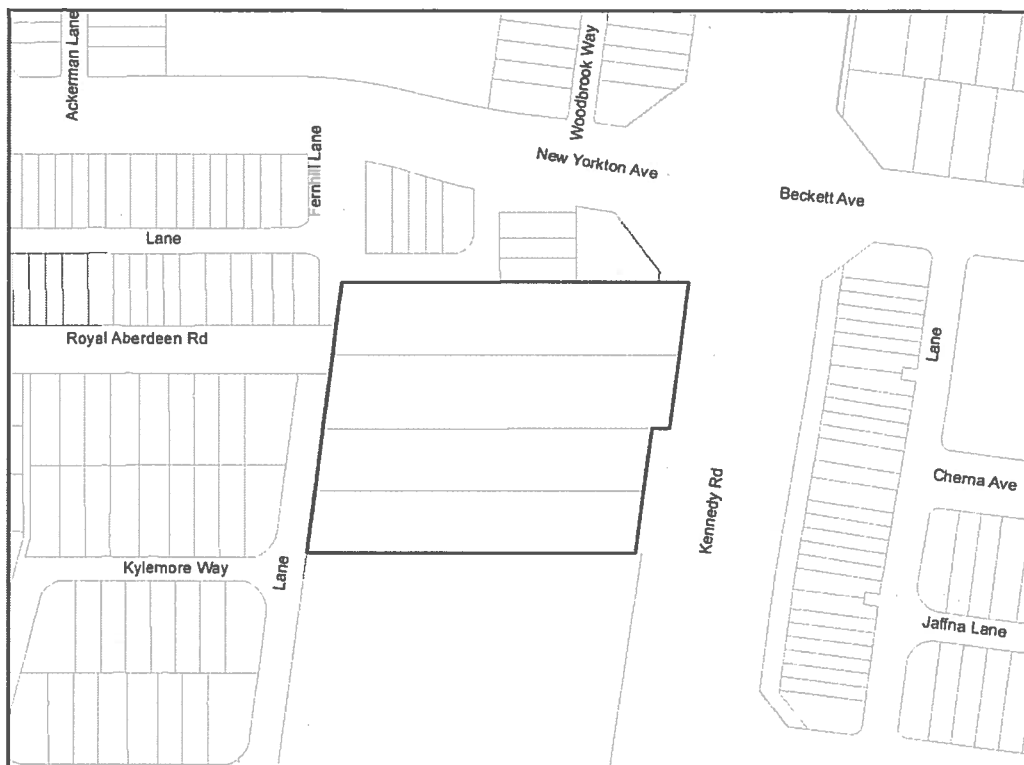 Ackerman Lane
Woodbrook Way
Fernhill Lane
New Yorkton Ave
Beckett Ave
Lane
Royal Aberdeen Rd
Lane
Kennedy Rd
Cherna Ave
Kylemore Way
Lane
Jaffna Lane